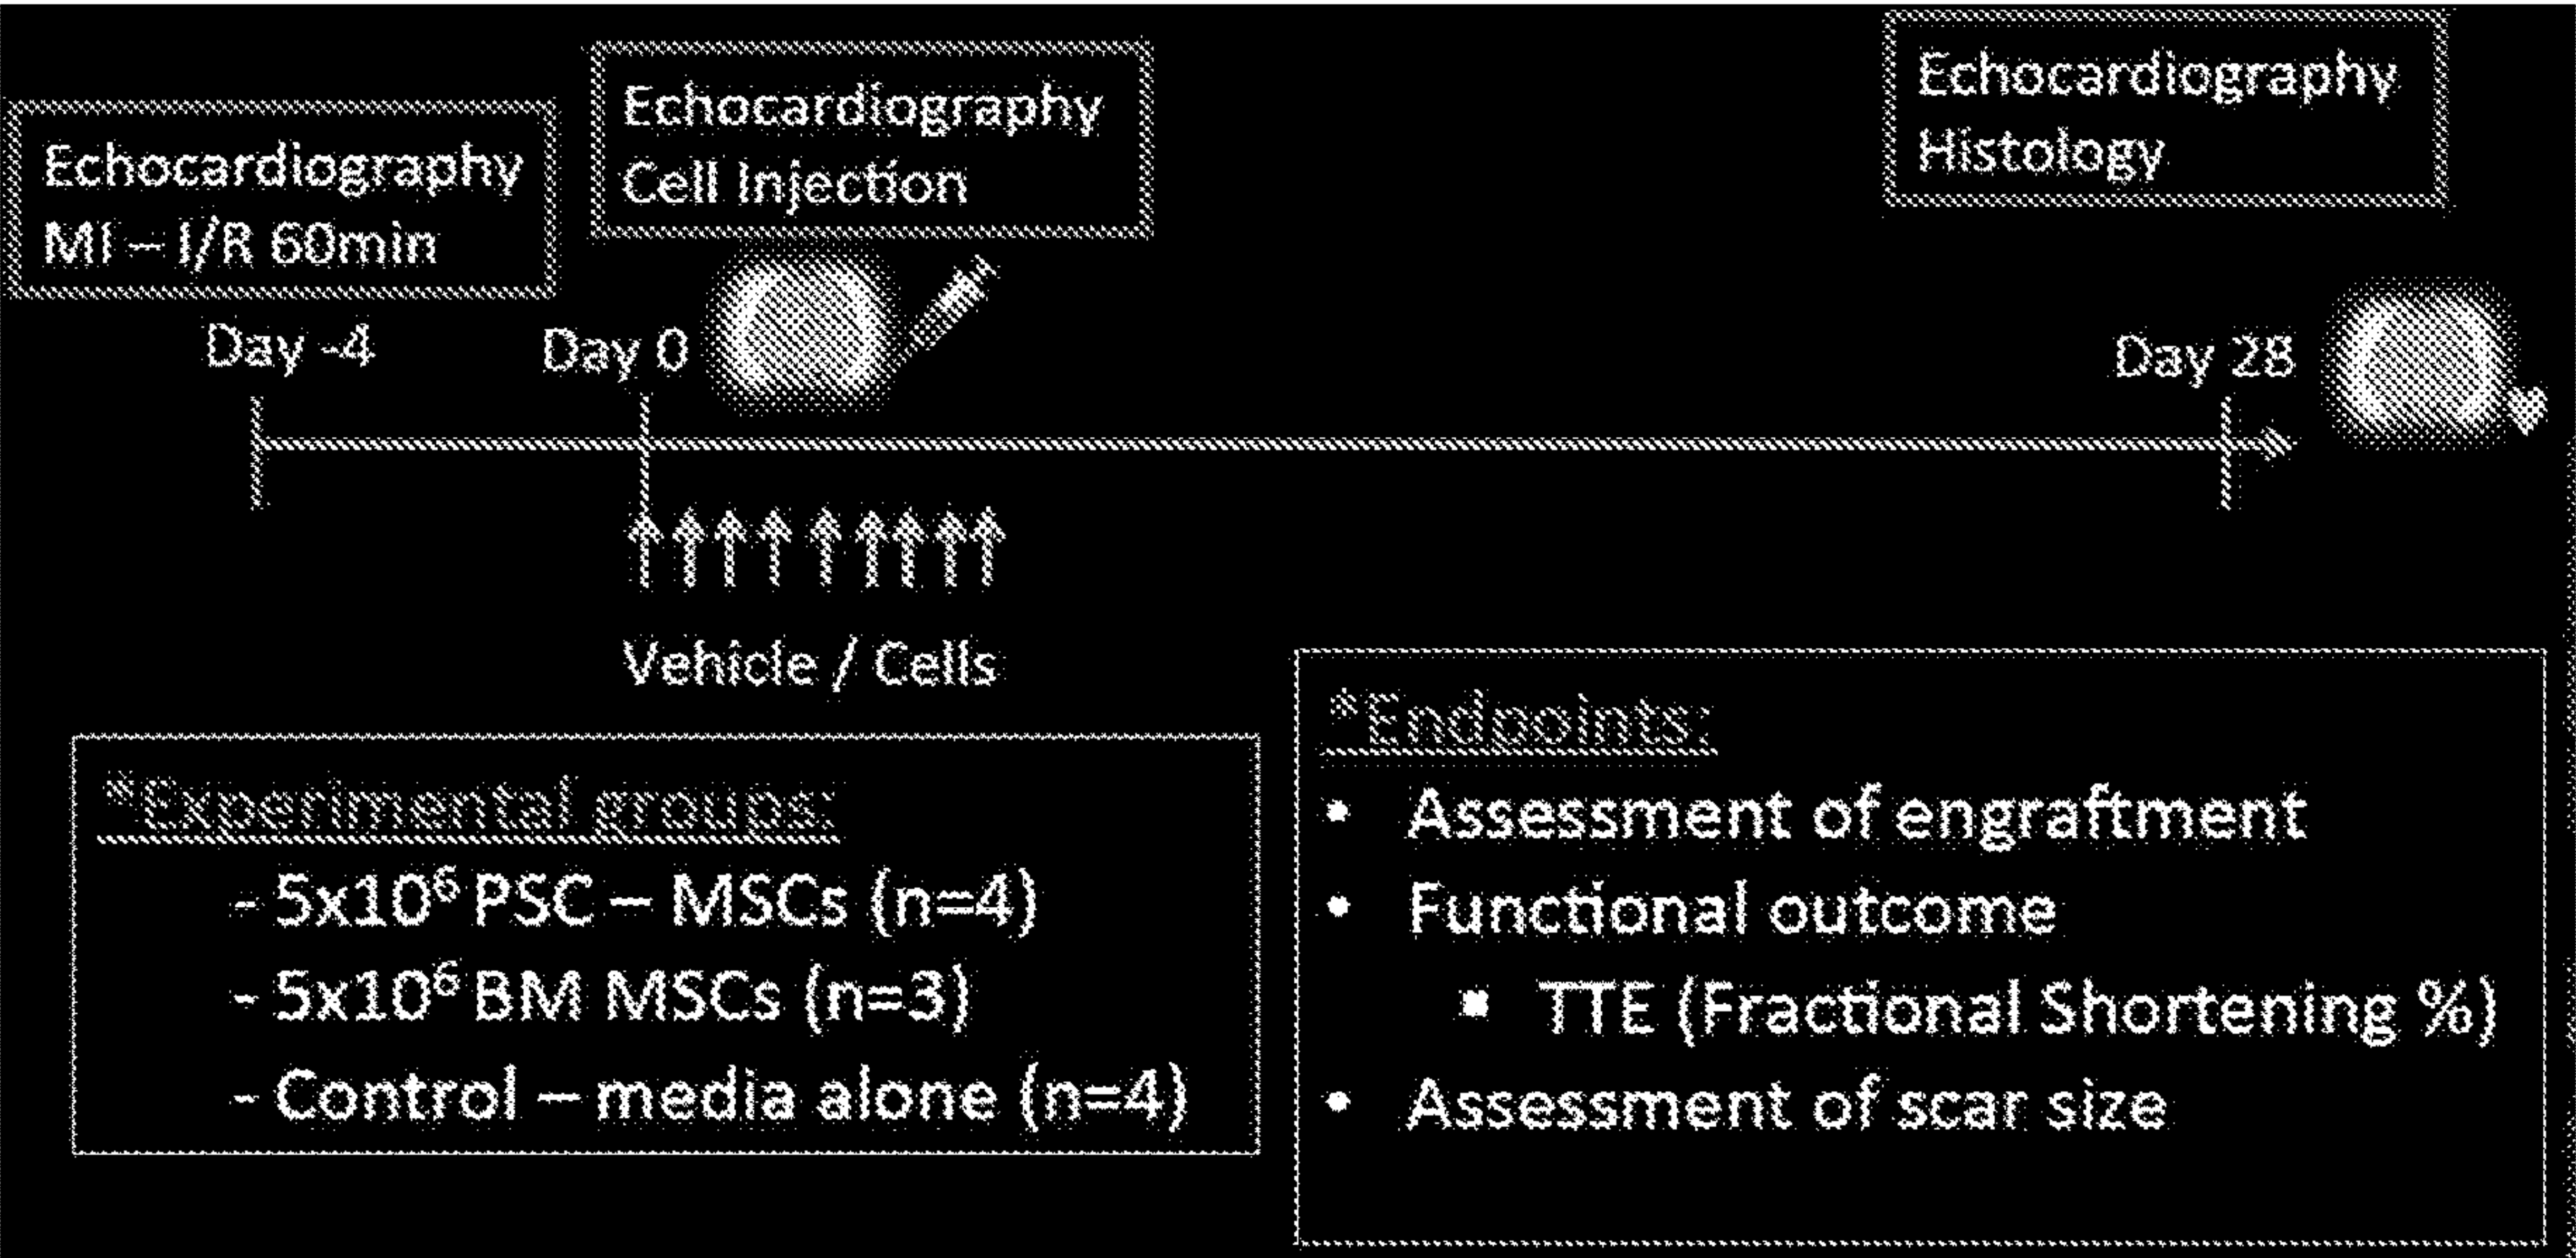 Echocardiography
MI – I/R 60min
Day -4
Echocardiography
Cell Injection
Day 0
Echocardiography
Histology
Day 28
Vehicle / Cells
*Experimental groups:
- 5x10⁶ PSC – MSCs (n=4)
- 5x10⁶ BM MSCs (n=3)
- Control – media alone (n=4)
*Endpoints:
• Assessment of engraftment
• Functional outcome
▪ TTE (Fractional Shortening %)
• Assessment of scar size